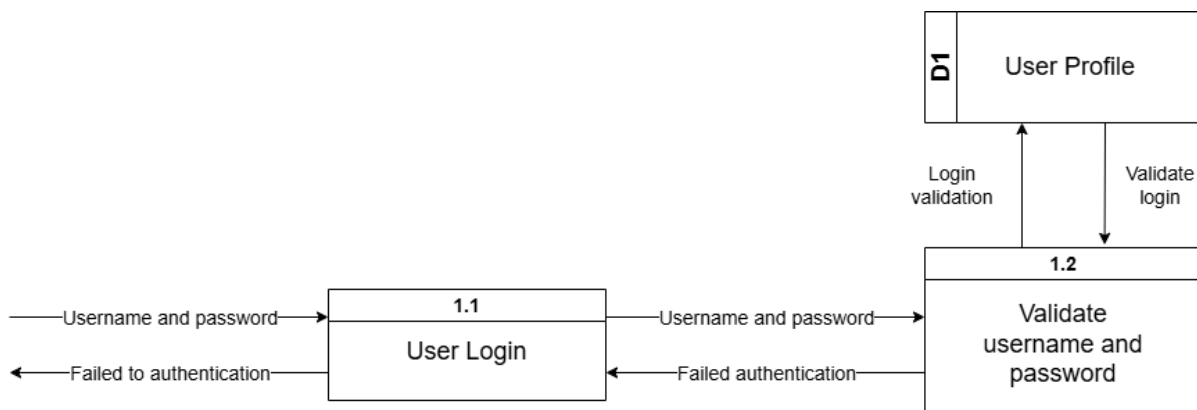 D1
User Profile
Login
validation
Validate
login
1.2
Validate
username and
password
1.1
User Login
Username and password
Username and password
Failed to authentication
Failed authentication